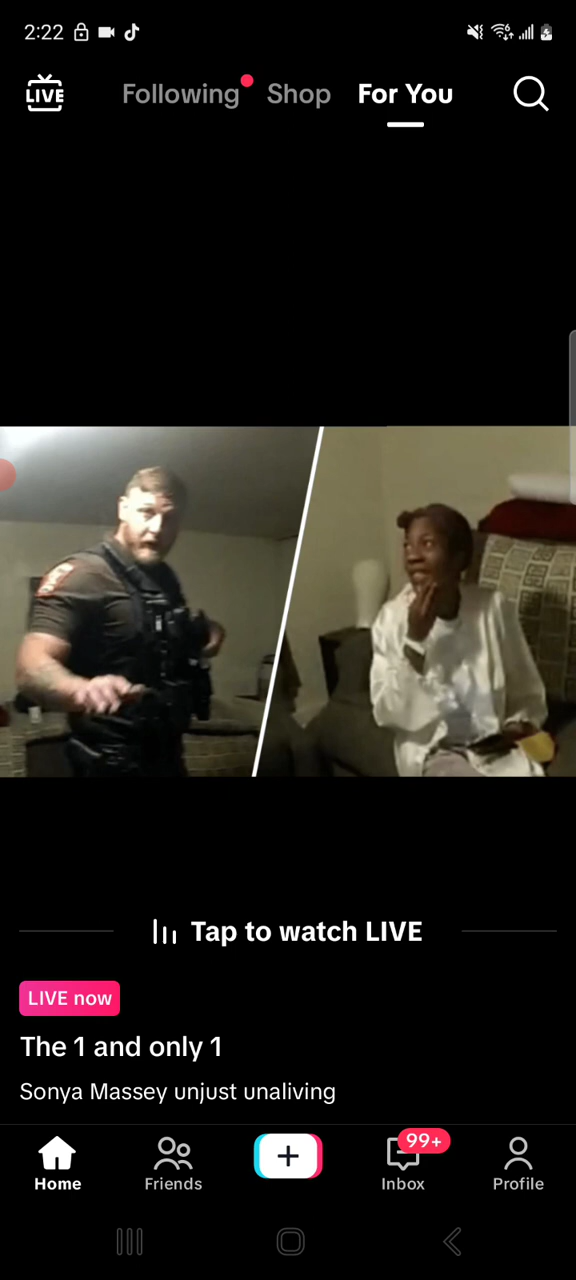 2:22
LIVE
Following
Shop
For You
Tap to watch LIVE
LIVE now
The 1 and only 1
Sonya Massey unjust unaliving
99+
Home
Friends
Inbox
Profile